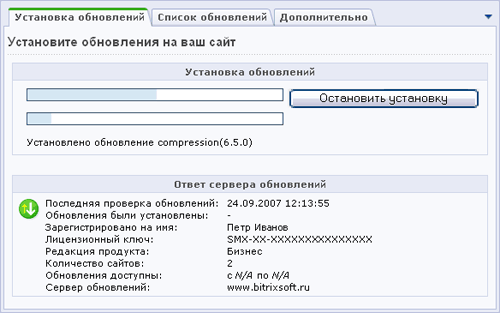 Установка обновлений Список обновлений Дополнительно
Установите обновления на ваш сайт
Установка обновлений
Остановить установку
Установлено обновление compression(6.5.0)
Ответ сервера обновлений
Последняя проверка обновлений: 24.09.2007 12:13:55
Обновления были установлены: -
Зарегистрировано на имя: Петр Иванов
Лицензионный ключ: SMX-XX-XXXXXXXXXXXXXXX
Редакция продукта: Бизнес
Количество сайтов: 2
Обновления доступны: с N/A по N/A
Сервер обновлений: www.bitrixsoft.ru